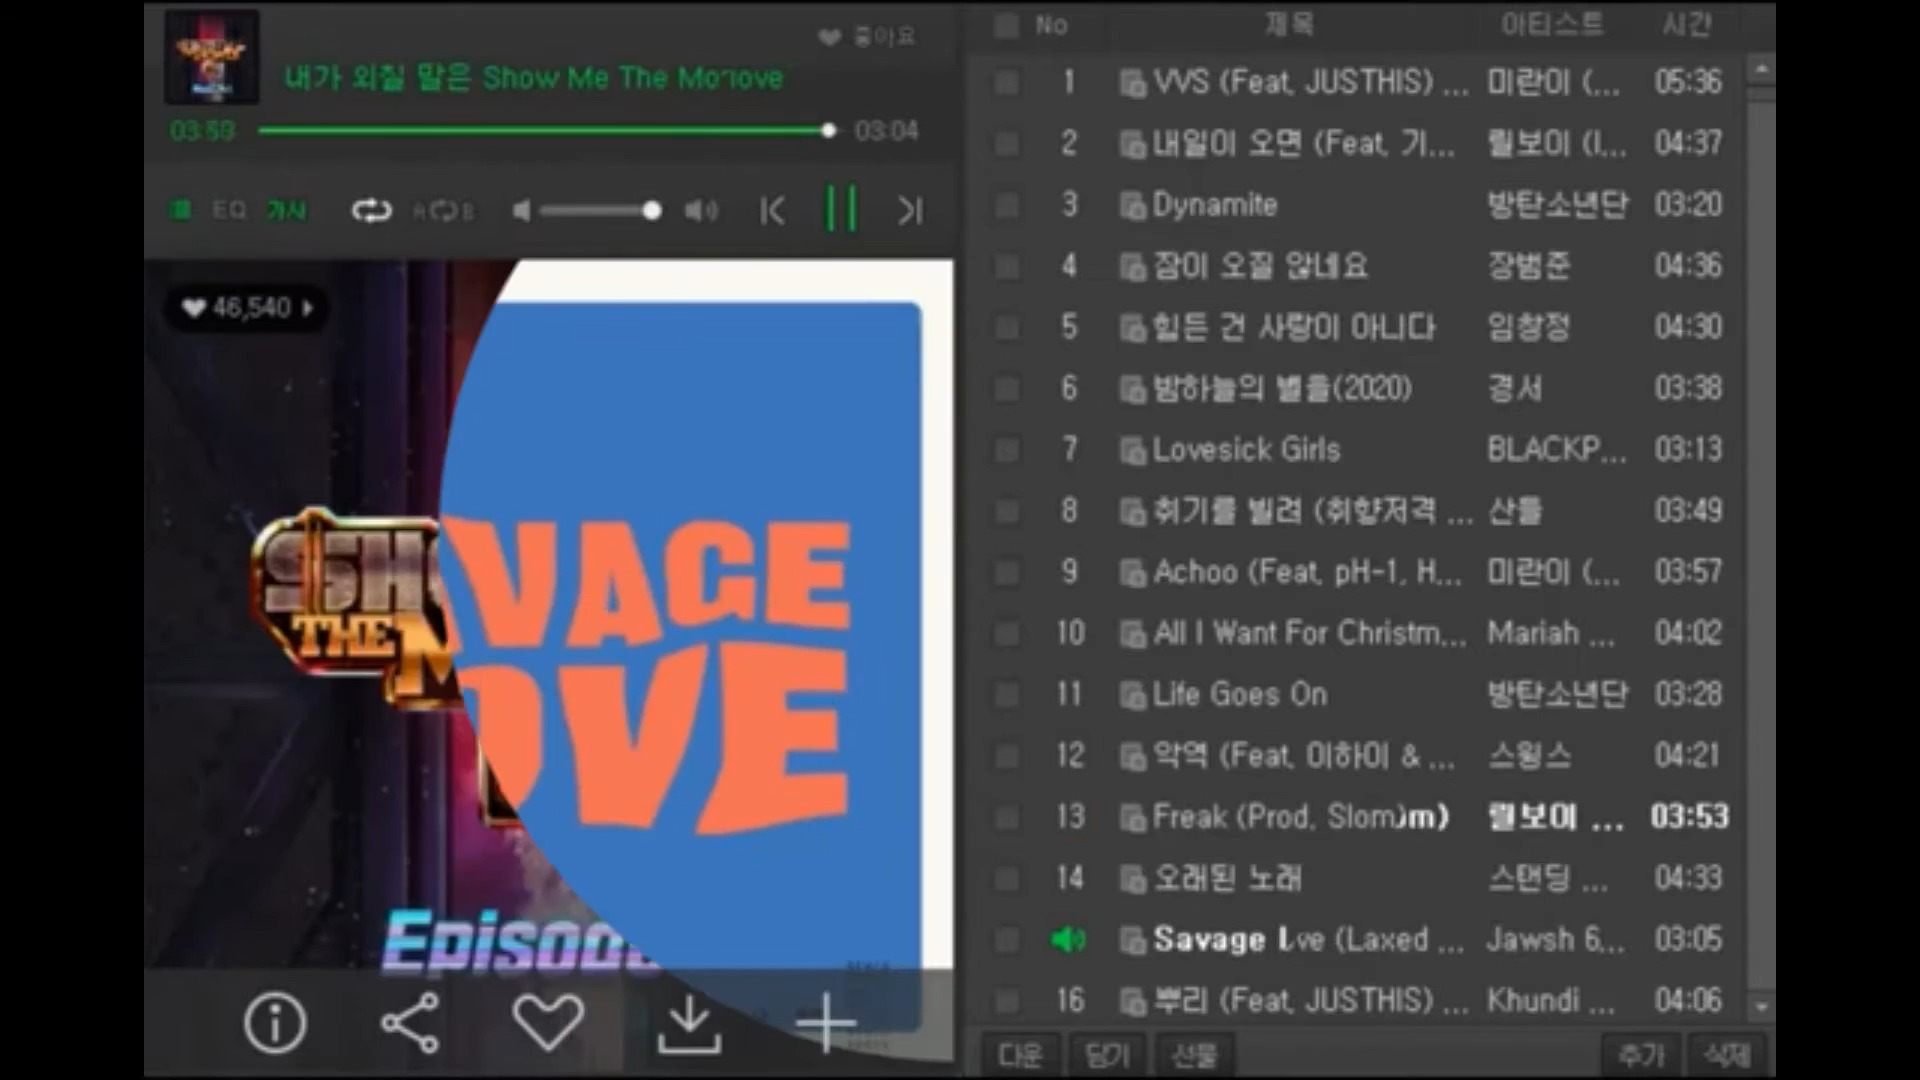 좋아요
내가 외칠 말은 Show Me The Mo
03:04
EQ 가사
A B
46,540
SH
THE M
AVAGE
OVE
Episod
No 제목 아티스트 시간
1 VVS (Feat. JUSTHIS) ... 미란이 (... 05:36
2 내일이 오면 (Feat. 기... 릴보이 (l... 04:37
3 Dynamite 방탄소년단 03:20
4 잠이 오질 않네요 장범준 04:36
5 힘든 건 사랑이 아니다 임창정 04:30
6 밤하늘의 별을(2020) 경서 03:38
7 Lovesick Girls BLACKP... 03:13
8 취기를 빌려 (취향저격 ... 산들 03:49
9 Achoo (Feat. pH-1, H... 미란이 (... 03:57
10 All I Want For Christm... Mariah ... 04:02
11 Life Goes On 방탄소년단 03:28
12 악역 (Feat. 이하이 & ... 스윙스 04:21
13 Freak (Prod. Slom)m) 릴보이 ... 03:53
14 오래된 노래 스탠딩 ... 04:33
Savage Lve (Laxed ... Jawsh 6... 03:05
16 뿌리 (Feat. JUSTHIS) ... Khundi ... 04:06
다운 담기 선물 추가 삭제